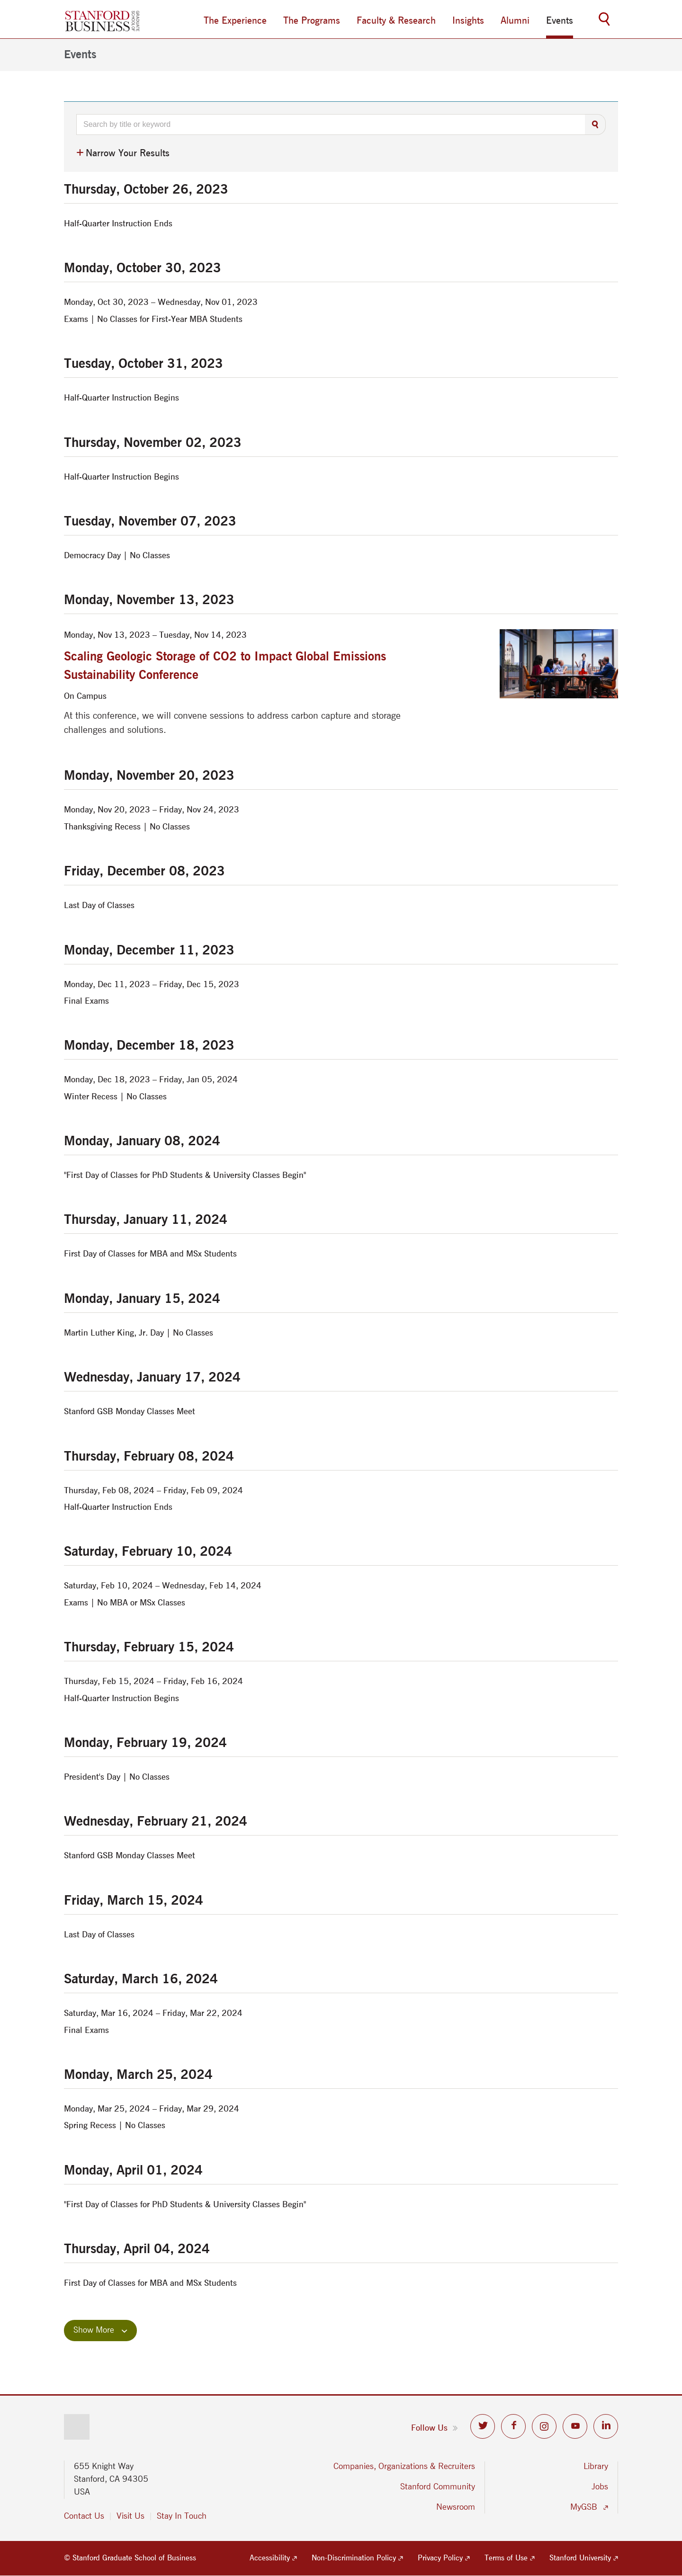 STANFORD
BUSINESS
The Experience
The Programs
Faculty & Research
Insights
Alumni
Events
Events
Search by title or keyword
+ Narrow Your Results
Thursday, October 26, 2023
Half-Quarter Instruction Ends
Monday, October 30, 2023
Monday, Oct 30, 2023 – Wednesday, Nov 01, 2023
Exams | No Classes for First-Year MBA Students
Tuesday, October 31, 2023
Half-Quarter Instruction Begins
Thursday, November 02, 2023
Half-Quarter Instruction Begins
Tuesday, November 07, 2023
Democracy Day | No Classes
Monday, November 13, 2023
Monday, Nov 13, 2023 – Tuesday, Nov 14, 2023
Scaling Geologic Storage of CO2 to Impact Global Emissions
Sustainability Conference
On Campus
At this conference, we will convene sessions to address carbon capture and storage
challenges and solutions.
Monday, November 20, 2023
Monday, Nov 20, 2023 – Friday, Nov 24, 2023
Thanksgiving Recess | No Classes
Friday, December 08, 2023
Last Day of Classes
Monday, December 11, 2023
Monday, Dec 11, 2023 – Friday, Dec 15, 2023
Final Exams
Monday, December 18, 2023
Monday, Dec 18, 2023 – Friday, Jan 05, 2024
Winter Recess | No Classes
Monday, January 08, 2024
"First Day of Classes for PhD Students & University Classes Begin"
Thursday, January 11, 2024
First Day of Classes for MBA and MSx Students
Monday, January 15, 2024
Martin Luther King, Jr. Day | No Classes
Wednesday, January 17, 2024
Stanford GSB Monday Classes Meet
Thursday, February 08, 2024
Thursday, Feb 08, 2024 – Friday, Feb 09, 2024
Half-Quarter Instruction Ends
Saturday, February 10, 2024
Saturday, Feb 10, 2024 – Wednesday, Feb 14, 2024
Exams | No MBA or MSx Classes
Thursday, February 15, 2024
Thursday, Feb 15, 2024 – Friday, Feb 16, 2024
Half-Quarter Instruction Begins
Monday, February 19, 2024
President's Day | No Classes
Wednesday, February 21, 2024
Stanford GSB Monday Classes Meet
Friday, March 15, 2024
Last Day of Classes
Saturday, March 16, 2024
Saturday, Mar 16, 2024 – Friday, Mar 22, 2024
Final Exams
Monday, March 25, 2024
Monday, Mar 25, 2024 – Friday, Mar 29, 2024
Spring Recess | No Classes
Monday, April 01, 2024
"First Day of Classes for PhD Students & University Classes Begin"
Thursday, April 04, 2024
First Day of Classes for MBA and MSx Students
Show More
Follow Us
655 Knight Way
Stanford, CA 94305
USA
Contact Us
Visit Us
Stay In Touch
Companies, Organizations & Recruiters
Stanford Community
Newsroom
Library
Jobs
MyGSB
© Stanford Graduate School of Business
Accessibility
Non-Discrimination Policy
Privacy Policy
Terms of Use
Stanford University